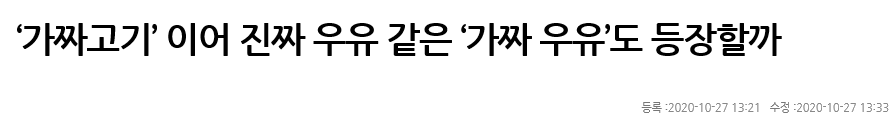 ‘가짜고기’ 이어 진짜 우유 같은 ‘가짜 우유’도 등장할까
등록 :2020-10-27 13:21 수정 :2020-10-27 13:33